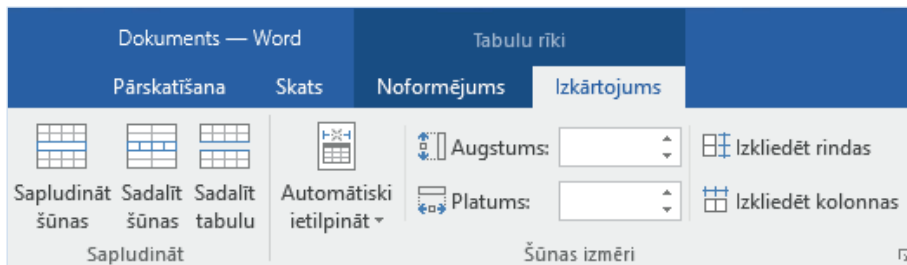 Dokuments — Word
Tabulu rīki
Pārskatīšana Skats Noformējums Izkārtojums
Sapludināt šūnas
Sadalīt šūnas
Sadalīt tabulu
Automātiski ietilpināt
Augstums:
Platums:
Izkliedēt rindas
Izkliedēt kolonnas
Sapludināt
Šūnas izmēri